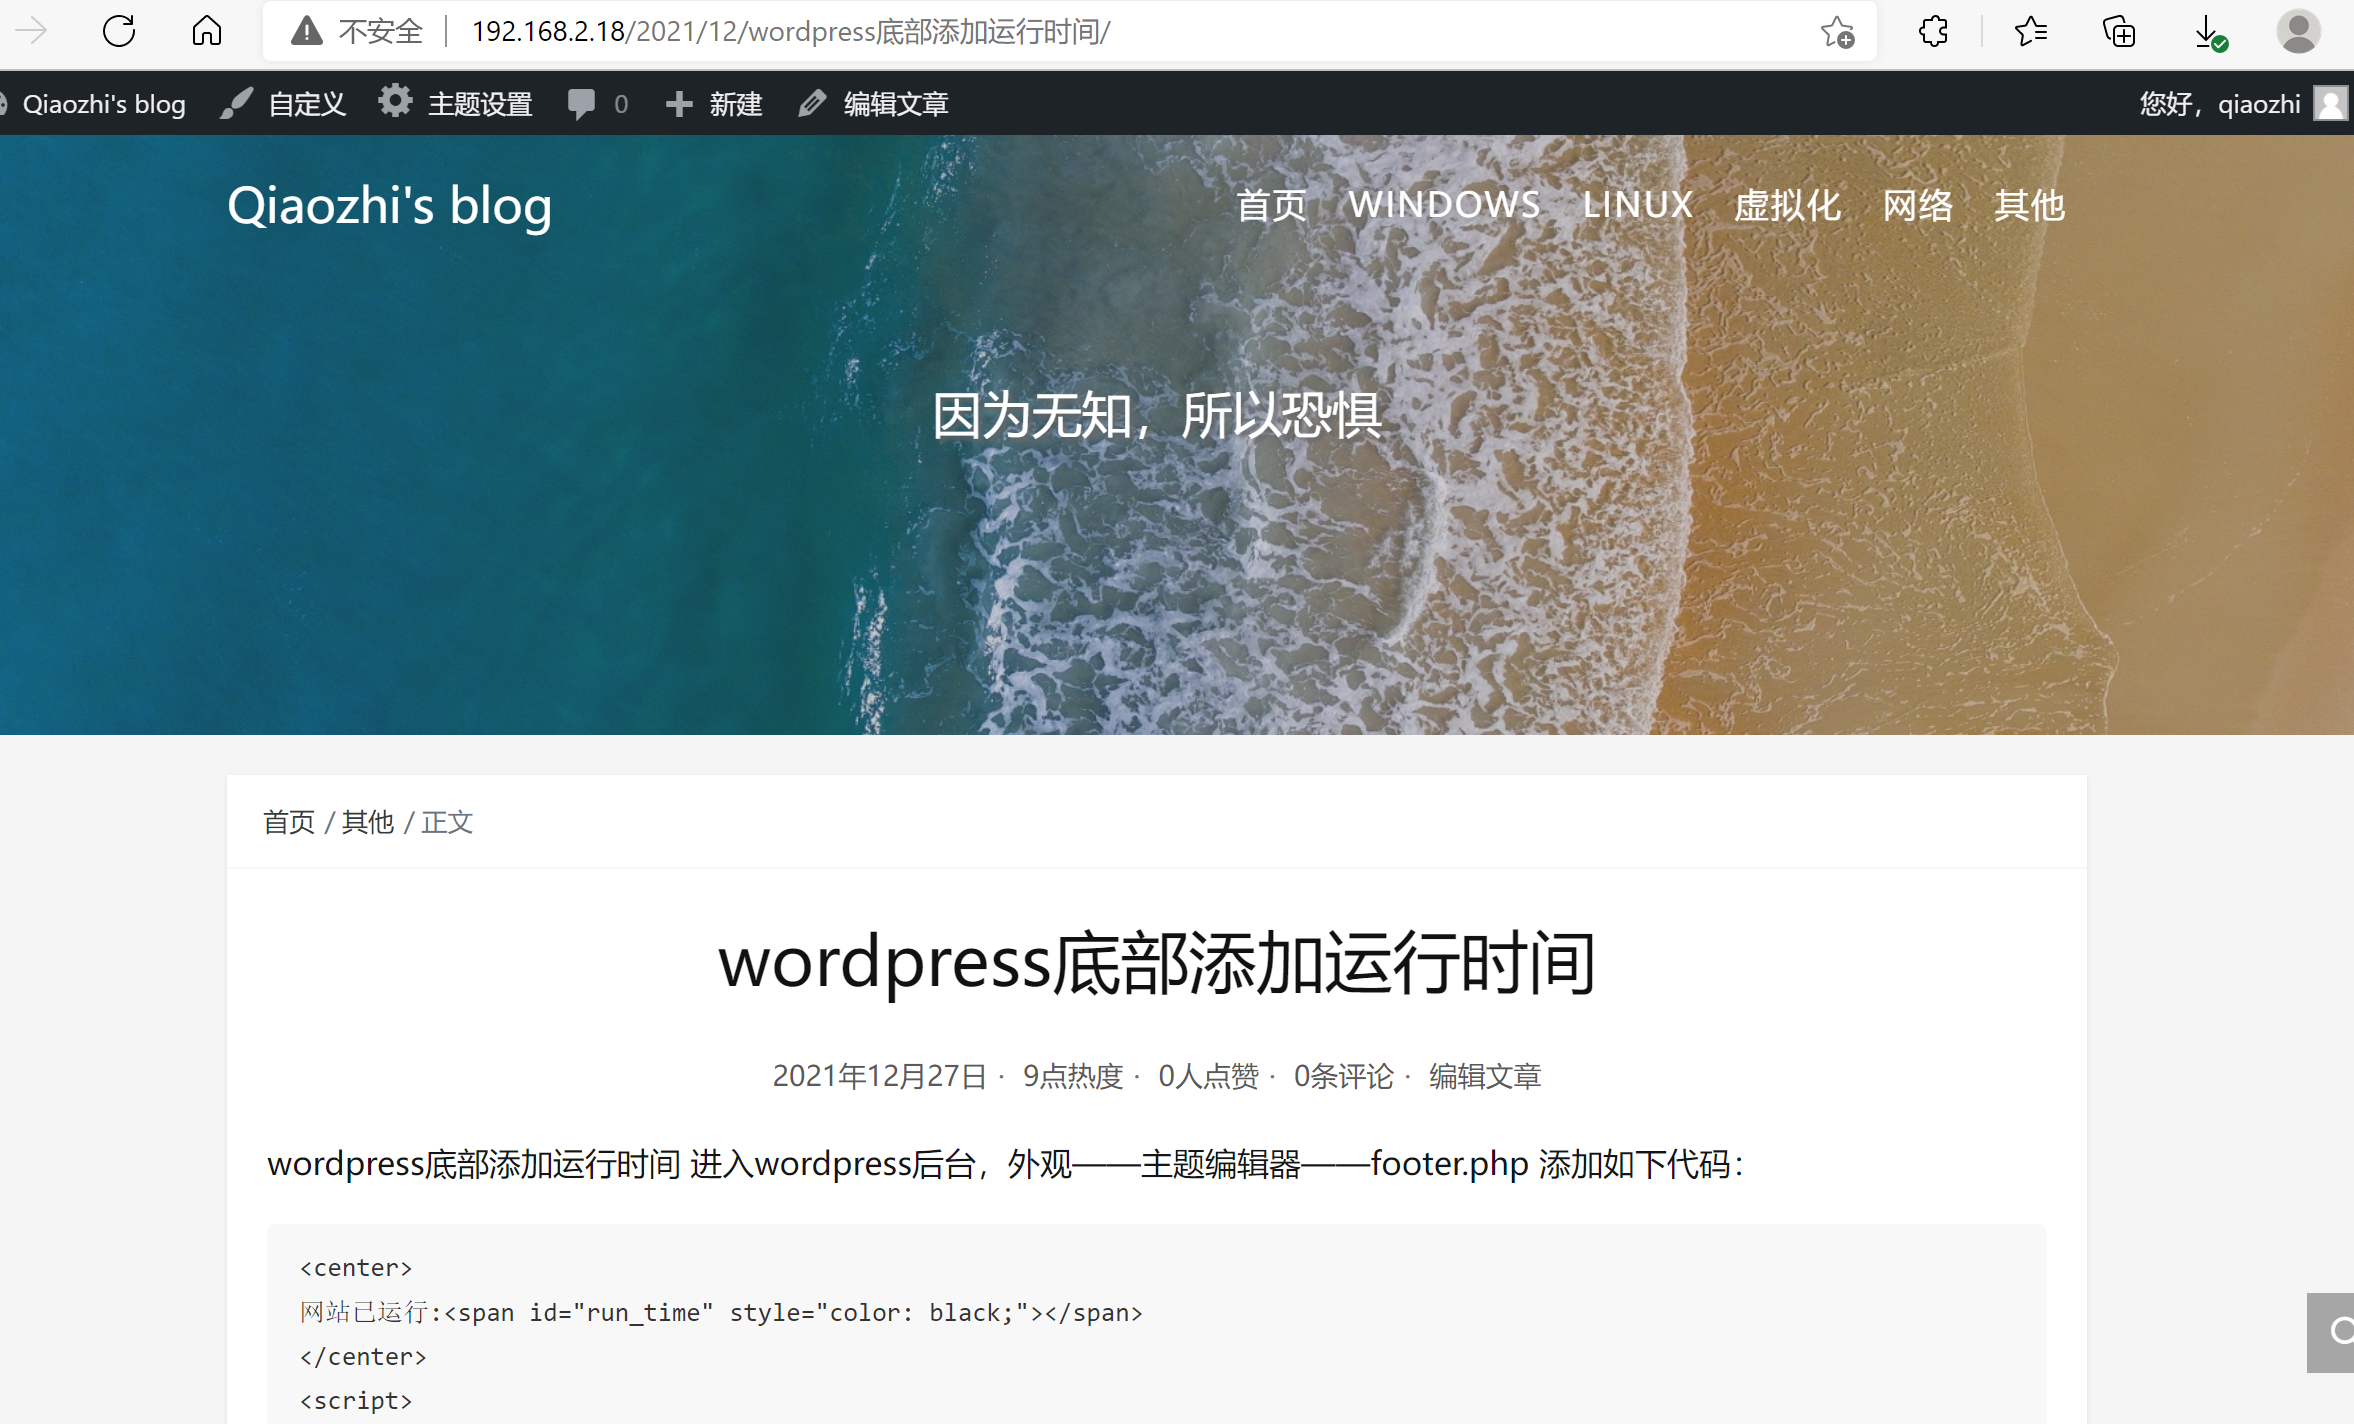 不安全 192.168.2.18/2021/12/wordpress底部添加运行时间/
Qiaozhi's blog 自定义 主题设置 0 新建 编辑文章 您好，qiaozhi
Qiaozhi's blog 首页 WINDOWS LINUX 虚拟化 网络 其他
因为无知，所以恐惧
首页 / 其他 / 正文
wordpress底部添加运行时间
2021年12月27日 · 9点热度 · 0人点赞 · 0条评论 · 编辑文章
wordpress底部添加运行时间 进入wordpress后台，外观——主题编辑器——footer.php 添加如下代码：
<center>
网站已运行:<span id="run_time" style="color: black;"></span>
</center>
<script>